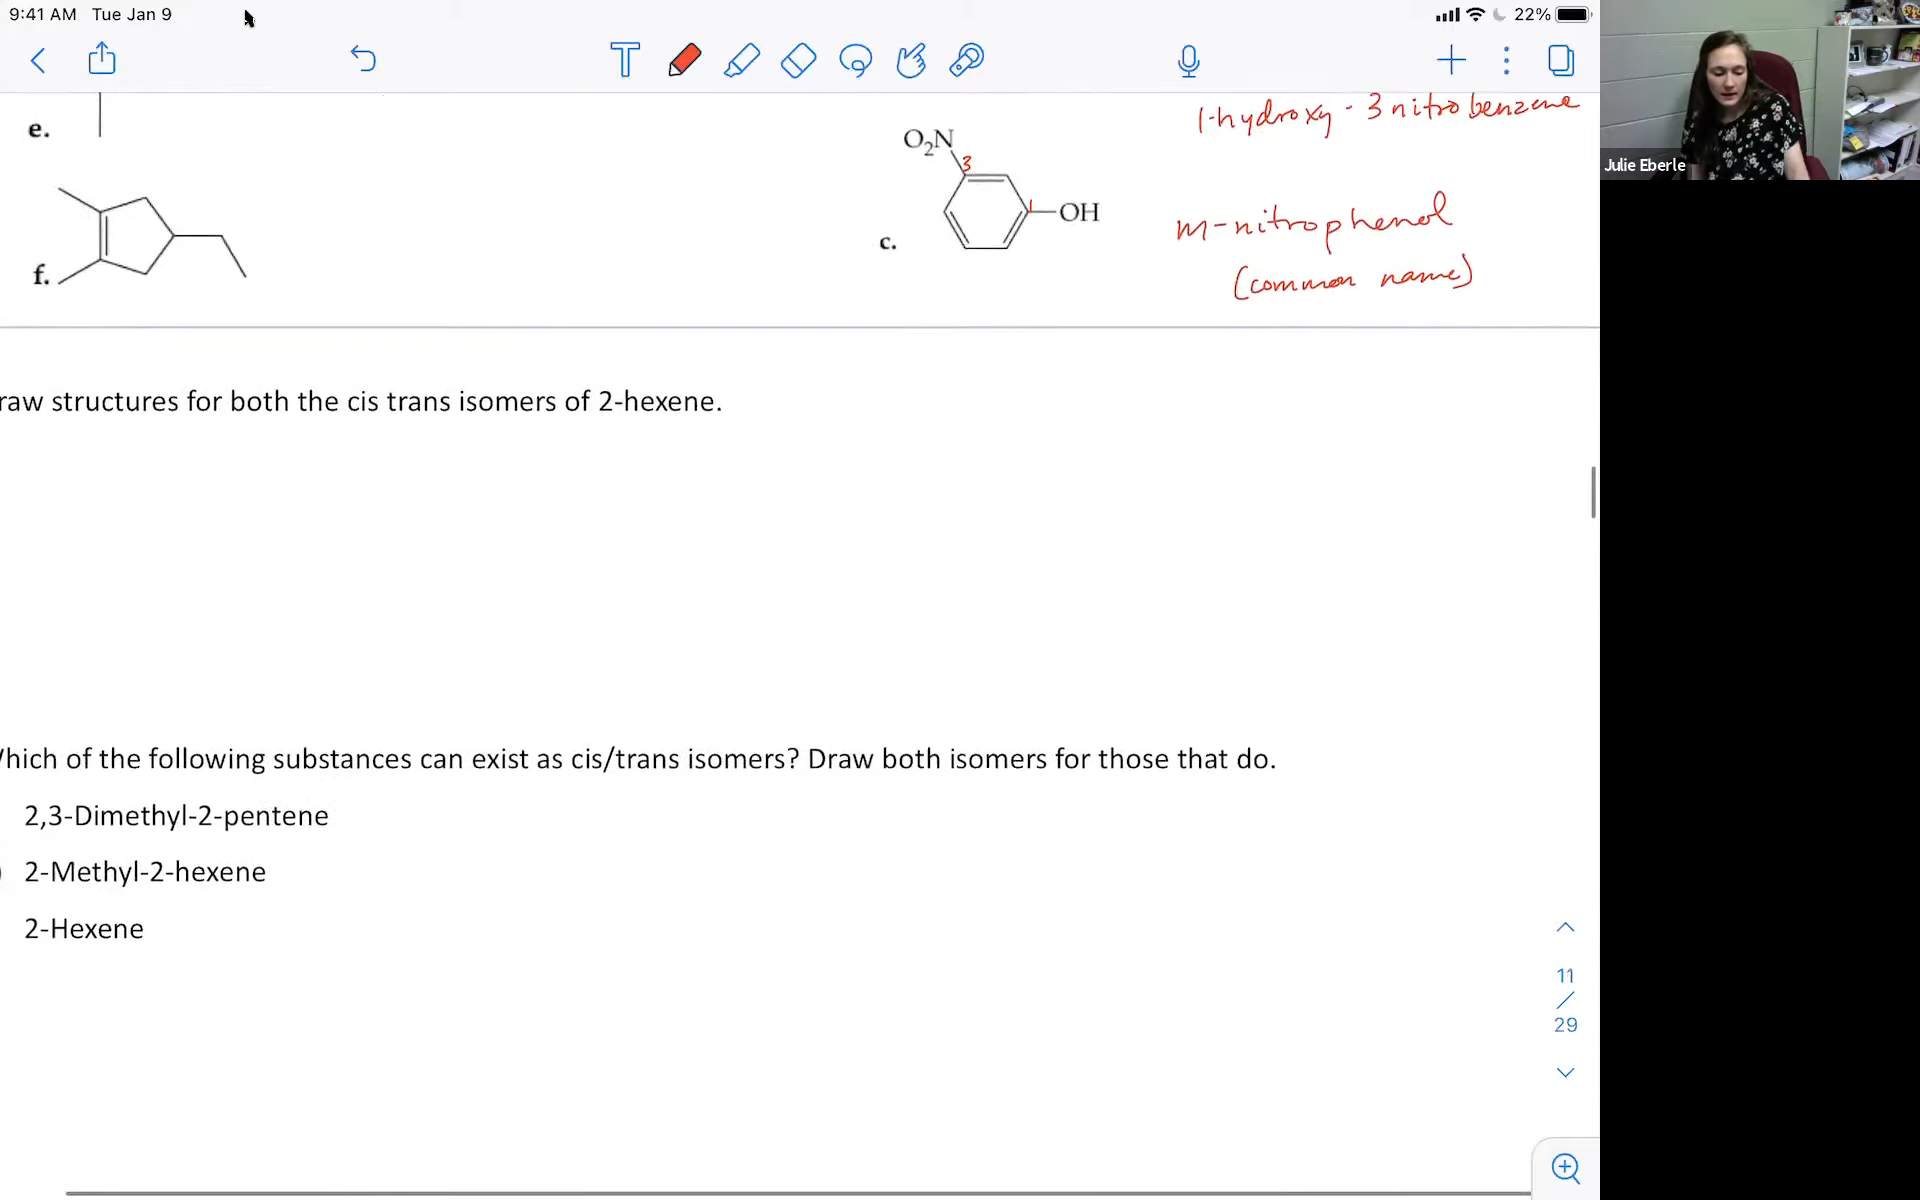 9:41 AM Tue Jan 9
22%
e.
O₂N
3
1-hydroxy-3nitrobenzene
Julie Eberle
1
OH
c.
m-nitrophenol
(common name)
f.
raw structures for both the cis trans isomers of 2-hexene.
hich of the following substances can exist as cis/trans isomers? Draw both isomers for those that do.
2,3-Dimethyl-2-pentene
) 2-Methyl-2-hexene
2-Hexene
11
/
29